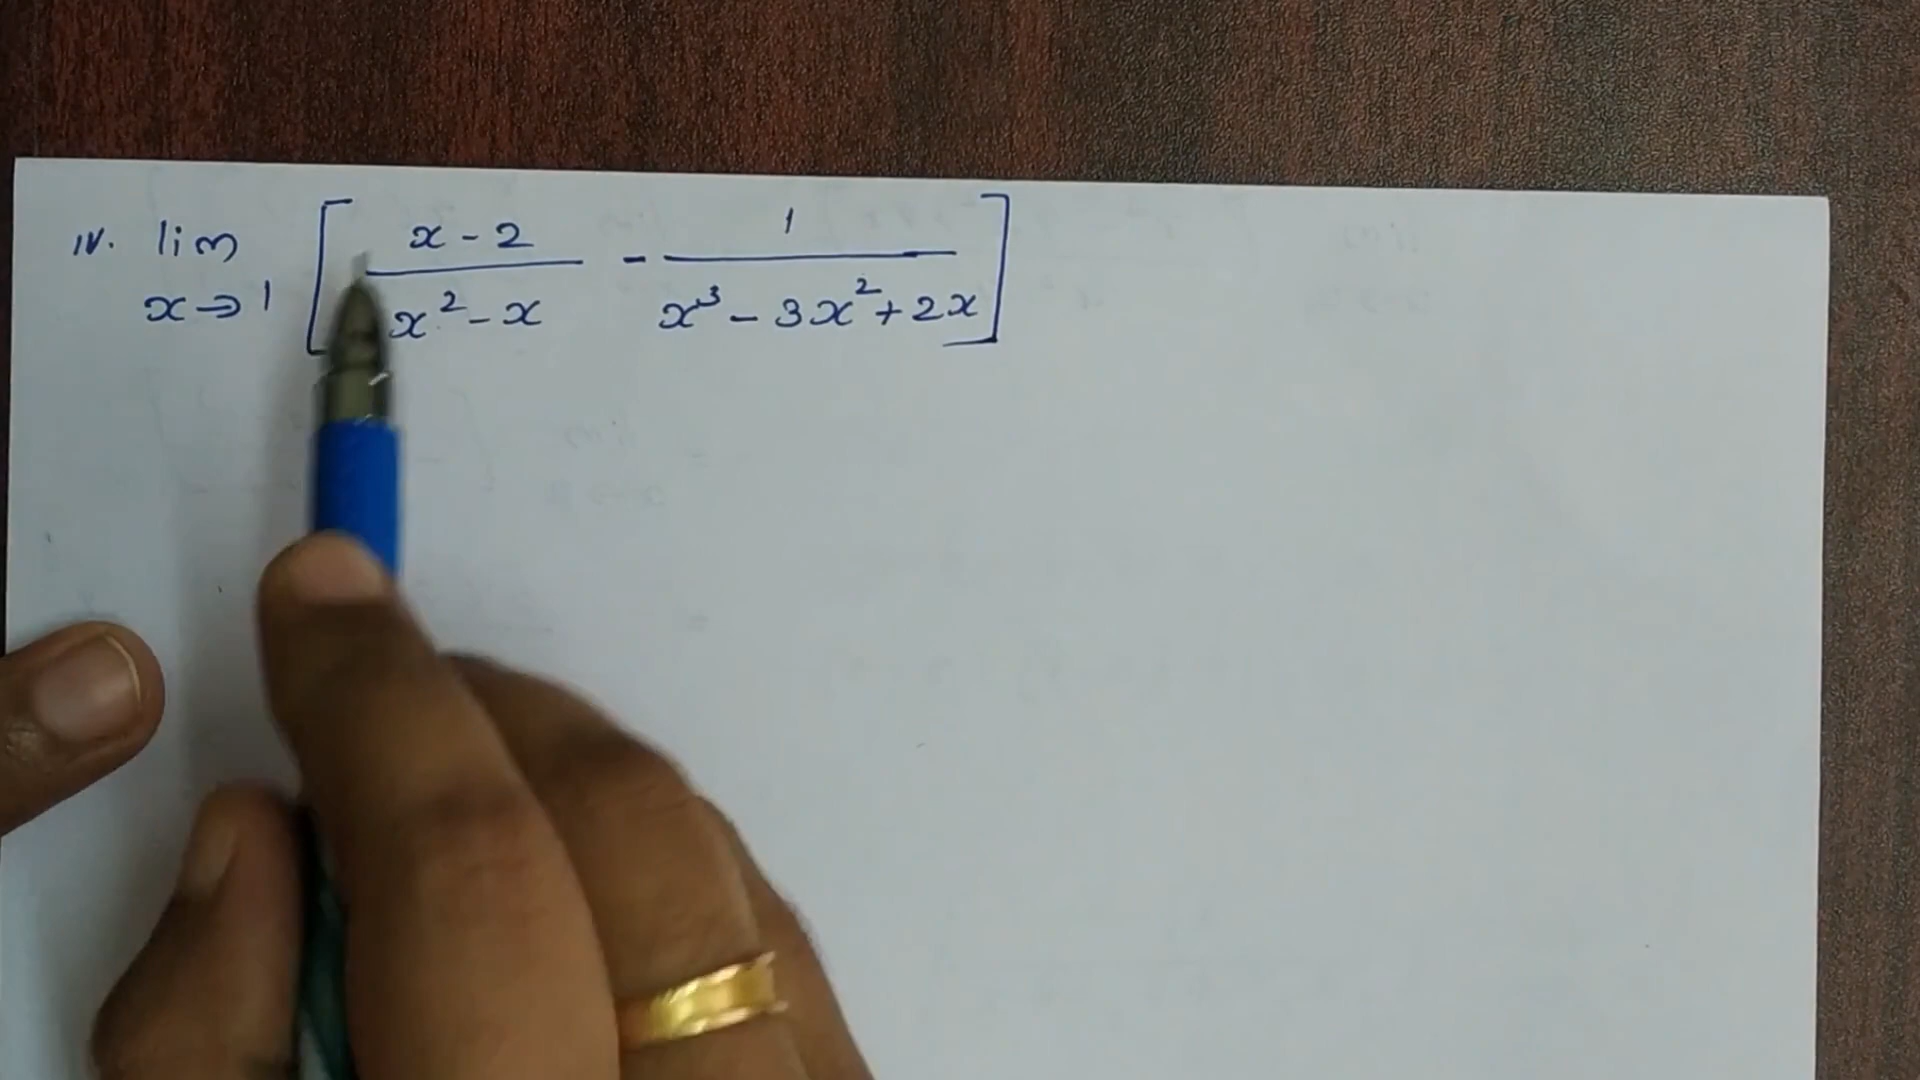 iv. lim [ x - 2 / x² - x - 1 / x³ - 3x² + 2x ]
x → 1